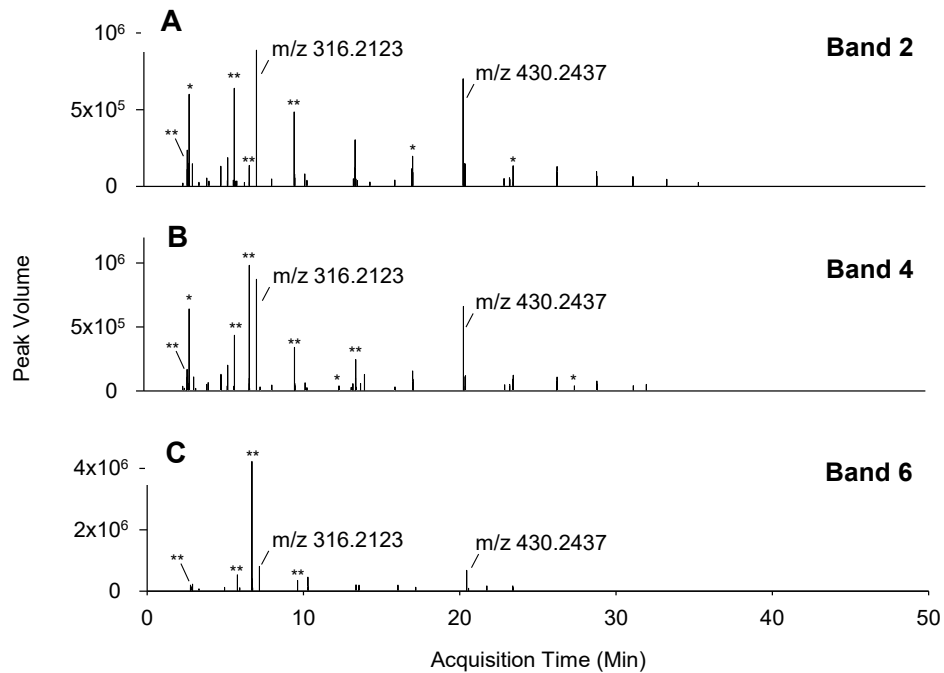 A
10⁶
m/z 316.2123
Band 2
**
*
m/z 430.2437
5x10⁵
**
**
**
*
*
0
B
**
10⁶
m/z 316.2123
Band 4
*
m/z 430.2437
5x10⁵
**
**
**
**
*
*
0
Peak Volume
C
**
4x10⁶
Band 6
2x10⁶
m/z 316.2123
m/z 430.2437
**
**
**
0
0 10 20 30 40 50
Acquisition Time (Min)